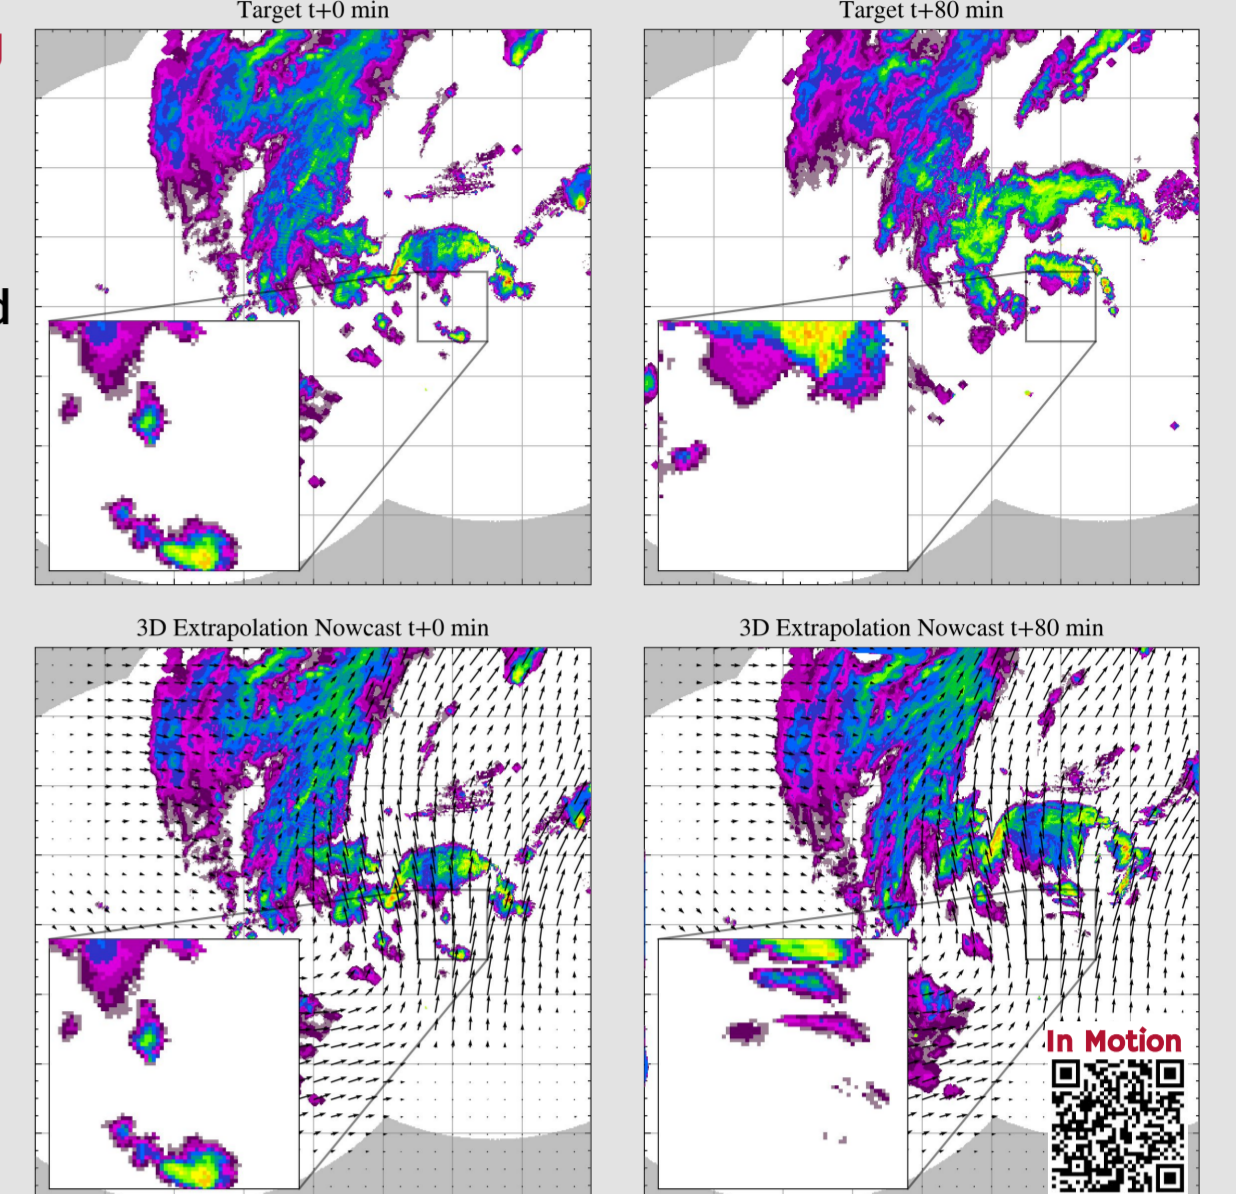 Target t+0 min
Target t+80 min
d
3D Extrapolation Nowcast t+0 min
3D Extrapolation Nowcast t+80 min
In Motion